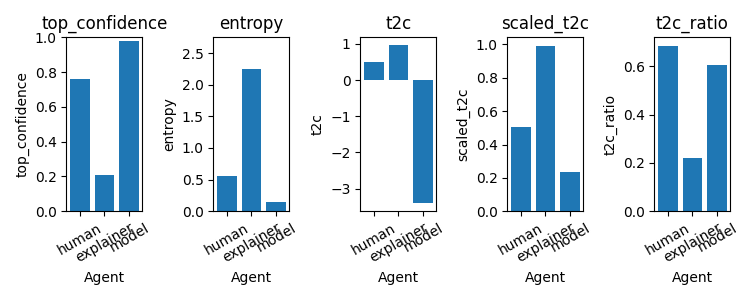 top_confidence
entropy
t2c
scaled_t2c
t2c_ratio
top_confidence
1.0
0.8
0.6
0.4
0.2
0.0
human
explainer
model
Agent
entropy
2.5
2.0
1.5
1.0
0.5
0.0
human
explainer
model
Agent
t2c
1
0
−1
−2
−3
human
explainer
model
Agent
scaled_t2c
1.0
0.8
0.6
0.4
0.2
0.0
human
explainer
model
Agent
t2c_ratio
0.6
0.4
0.2
0.0
human
explainer
model
Agent